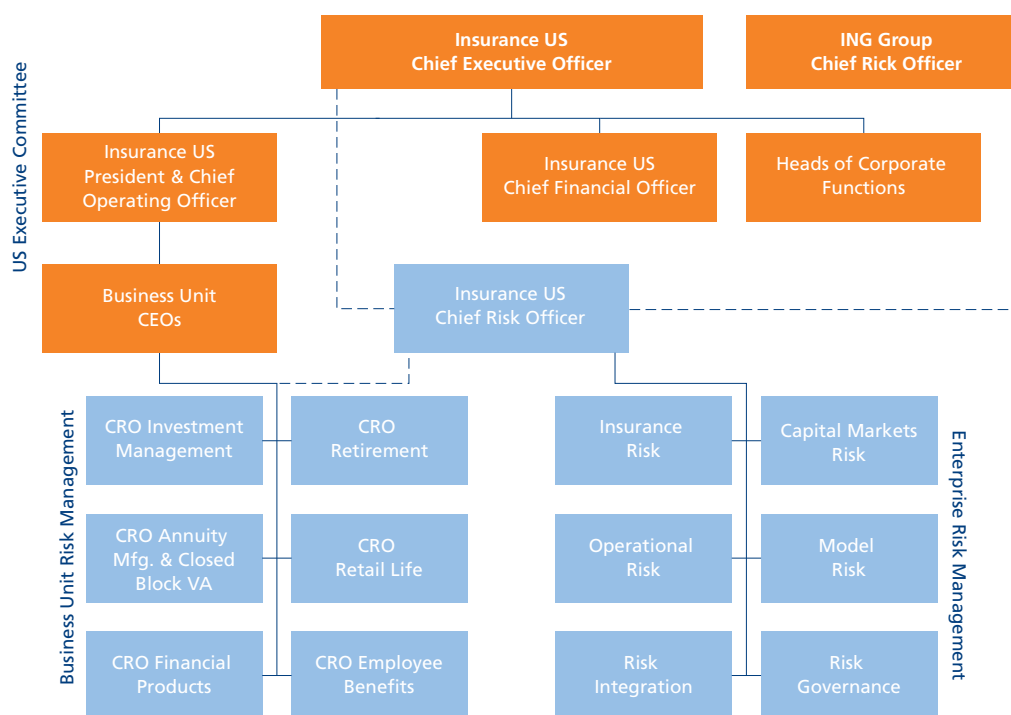 Insurance US
Chief Executive Officer
ING Group
Chief Rick Officer
US Executive Committee
Insurance US
President & Chief
Operating Officer
Insurance US
Chief Financial Officer
Heads of Corporate
Functions
Business Unit
CEOs
Insurance US
Chief Risk Officer
Business Unit Risk Management
CRO Investment
Management
CRO
Retirement
Insurance
Risk
Capital Markets
Risk
Enterprise Risk Management
CRO Annuity
Mfg. & Closed
Block VA
CRO
Retail Life
Operational
Risk
Model
Risk
CRO Financial
Products
CRO Employee
Benefits
Risk
Integration
Risk
Governance